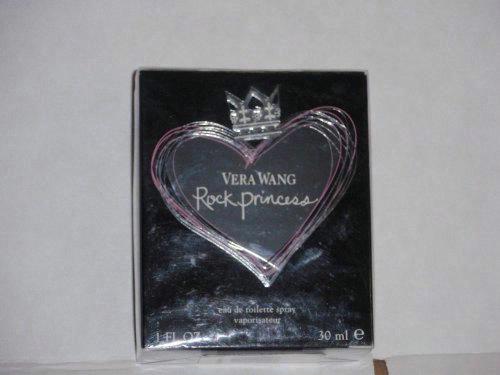 VERA WANG
Rock Princess
eau de toilette spray
vaporisateur
1 FL OZ 30 ml e